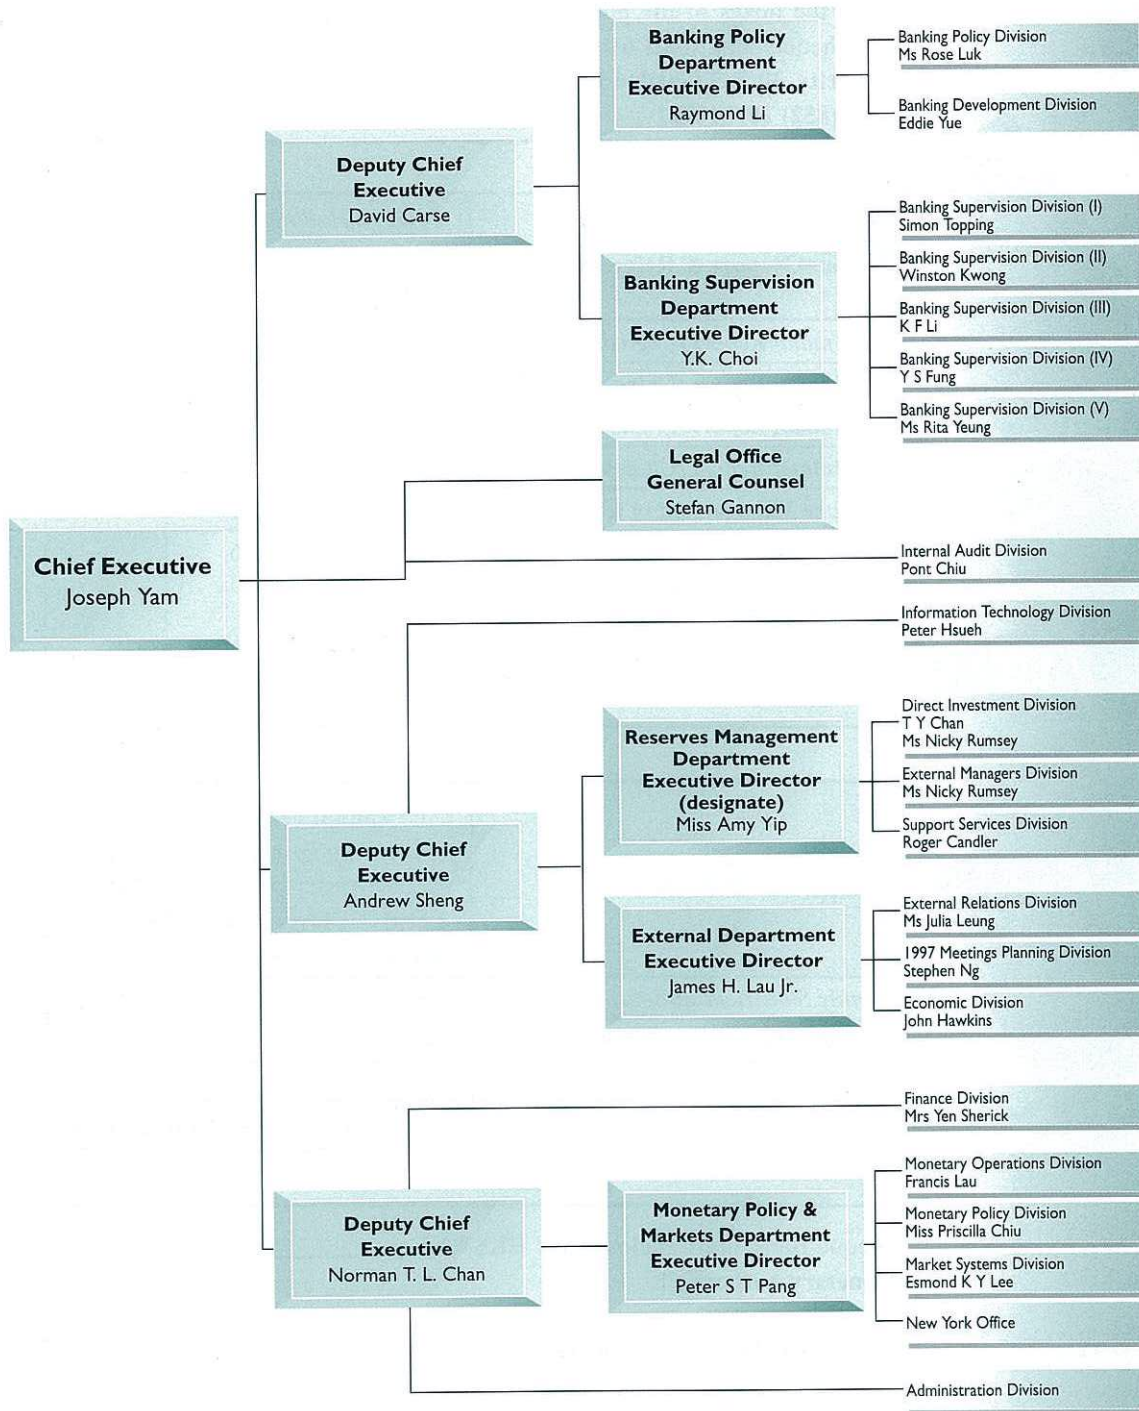 Chief Executive
Joseph Yam
Deputy Chief
Executive
David Carse
Banking Policy
Department
Executive Director
Raymond Li
Banking Policy Division
Ms Rose Luk
Banking Development Division
Eddie Yue
Banking Supervision
Department
Executive Director
Y.K. Choi
Banking Supervision Division (I)
Simon Topping
Banking Supervision Division (II)
Winston Kwong
Banking Supervision Division (III)
K F Li
Banking Supervision Division (IV)
Y S Fung
Banking Supervision Division (V)
Ms Rita Yeung
Legal Office
General Counsel
Stefan Gannon
Internal Audit Division
Pont Chiu
Deputy Chief
Executive
Andrew Sheng
Information Technology Division
Peter Hsueh
Reserves Management
Department
Executive Director
(designate)
Miss Amy Yip
Direct Investment Division
T Y Chan
Ms Nicky Rumsey
External Managers Division
Ms Nicky Rumsey
Support Services Division
Roger Candler
External Department
Executive Director
James H. Lau Jr.
External Relations Division
Ms Julia Leung
1997 Meetings Planning Division
Stephen Ng
Economic Division
John Hawkins
Deputy Chief
Executive
Norman T. L. Chan
Finance Division
Mrs Yen Sherick
Monetary Policy &
Markets Department
Executive Director
Peter S T Pang
Monetary Operations Division
Francis Lau
Monetary Policy Division
Miss Priscilla Chiu
Market Systems Division
Esmond K Y Lee
New York Office
Administration Division